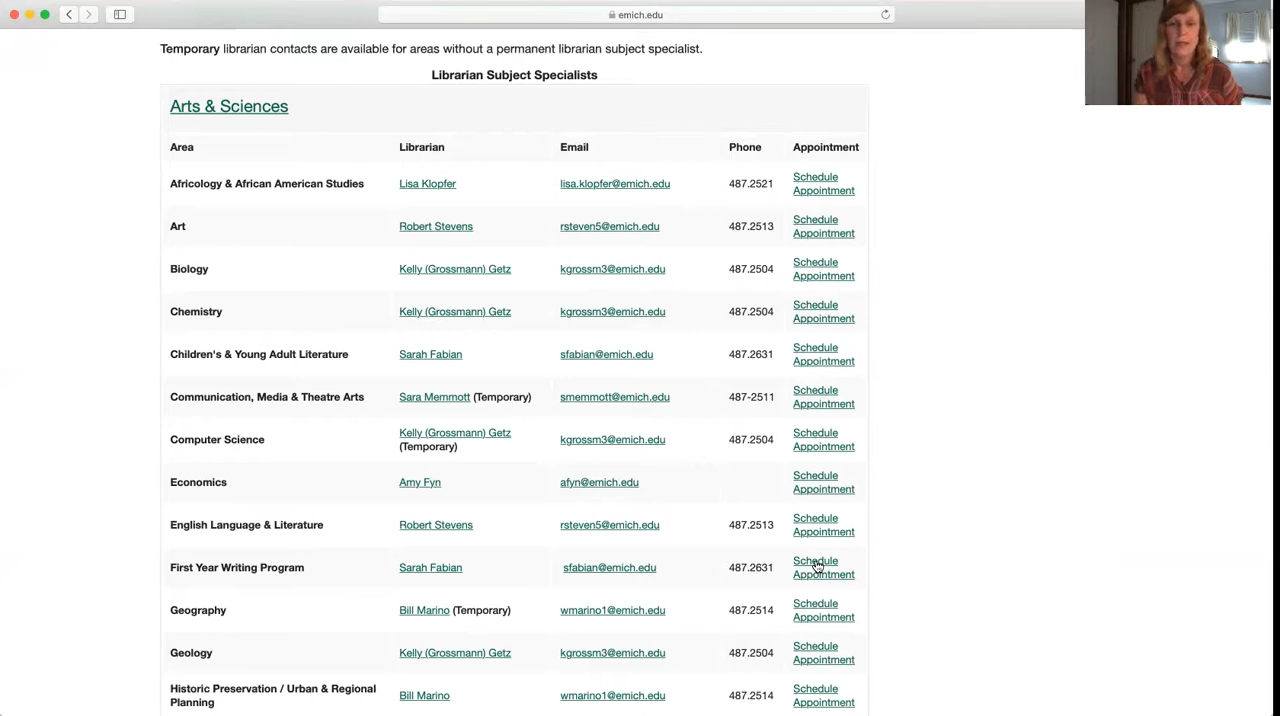 emich.edu
Temporary librarian contacts are available for areas without a permanent librarian subject specialist.
Librarian Subject Specialists
Arts & Sciences
Area Librarian Email Phone Appointment
Africology & African American Studies Lisa Klopfer lisa.klopfer@emich.edu 487.2521 Schedule
Appointment
Art Robert Stevens rsteven5@emich.edu 487.2513 Schedule
Appointment
Biology Kelly (Grossmann) Getz kgrossm3@emich.edu 487.2504 Schedule
Appointment
Chemistry Kelly (Grossmann) Getz kgrossm3@emich.edu 487.2504 Schedule
Appointment
Children's & Young Adult Literature Sarah Fabian sfabian@emich.edu 487.2631 Schedule
Appointment
Communication, Media & Theatre Arts Sara Memmott (Temporary) smemmott@emich.edu 487-2511 Schedule
Appointment
Computer Science Kelly (Grossmann) Getz kgrossm3@emich.edu 487.2504 Schedule
(Temporary) Appointment
Economics Amy Fyn afyn@emich.edu Schedule
Appointment
English Language & Literature Robert Stevens rsteven5@emich.edu 487.2513 Schedule
Appointment
First Year Writing Program Sarah Fabian sfabian@emich.edu 487.2631 Schedule
Appointment
Geography Bill Marino (Temporary) wmarino1@emich.edu 487.2514 Schedule
Appointment
Geology Kelly (Grossmann) Getz kgrossm3@emich.edu 487.2504 Schedule
Appointment
Historic Preservation / Urban & Regional Bill Marino wmarino1@emich.edu 487.2514 Schedule
Planning Appointment